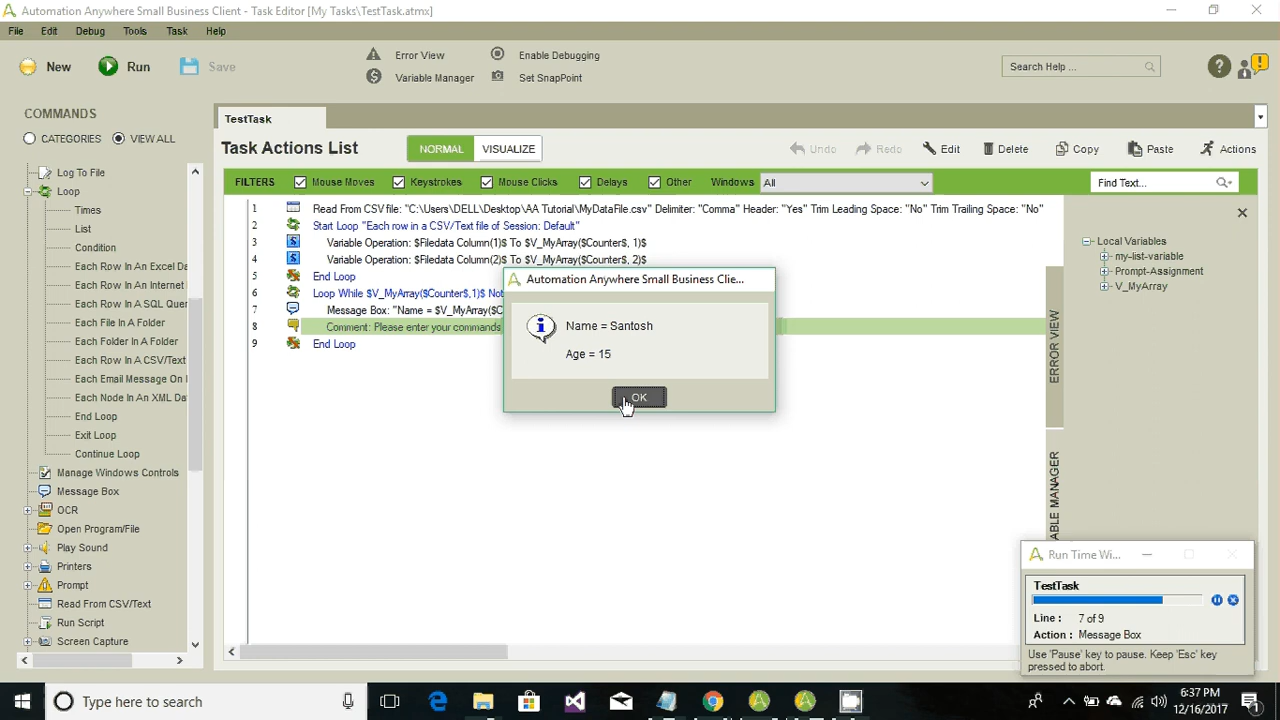 Automation Anywhere Small Business Client - Task Editor [My Tasks\TestTask.atmx]
File Edit Debug Tools Task Help
New Run Save
Error View
Variable Manager
Enable Debugging
Set SnapPoint
Search Help ...
COMMANDS
CATEGORIES VIEW ALL
Log To File
Loop
Times
List
Condition
Each Row In An Excel Da
Each Row In An Internet
Each Row In A SQL Quer
Each File In A Folder
Each Folder In A Folder
Each Row In A CSV/Text
Each Email Message On
Each Node In An XML Dat
End Loop
Exit Loop
Continue Loop
Manage Windows Controls
Message Box
OCR
Open Program/File
Play Sound
Printers
Prompt
Read From CSV/Text
Run Script
Screen Capture
TestTask
Task Actions List NORMAL VISUALIZE
Undo Redo Edit Delete Copy Paste Actions
FILTERS Mouse Moves Keystrokes Mouse Clicks Delays Other Windows All
Find Text...
1 Read From CSV file: "C:\Users\DELL\Desktop\AA Tutorial\MyDataFile.csv" Delimiter: "Comma" Header: "Yes" Trim Leading Space: "No" Trim Trailing Space: "No"
2 Start Loop "Each row in a CSV/Text file of Session: Default"
3 Variable Operation: $Filedata Column(1)$ To $V_MyArray($Counter$, 1)$
4 Variable Operation: $Filedata Column(2)$ To $V_MyArray($Counter$, 2)$
5 End Loop
6 Loop While $V_MyArray($Counter$,1)$ Not
7 Message Box: "Name = $V_MyArray($C
8 Comment: Please enter your commands
9 End Loop
Automation Anywhere Small Business Clie...
Name = Santosh
Age = 15
OK
Local Variables
my-list-variable
Prompt-Assignment
V_MyArray
ERROR VIEW
ABLE MANAGER
Run Time Wi...
TestTask
Line : 7 of 9
Action : Message Box
Use 'Pause' key to pause. Keep 'Esc' key
pressed to abort.
Type here to search
6:37 PM
12/16/2017
1